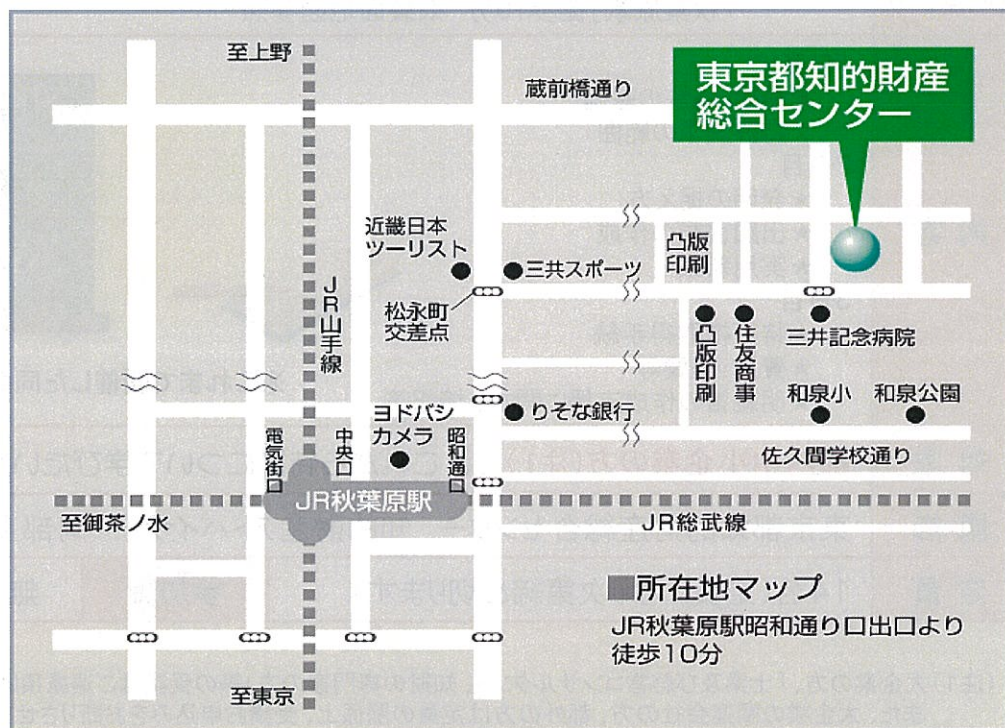 至上野
蔵前橋通り
東京都知的財産
総合センター
近畿日本
ツーリスト
三共スポーツ
凸版
印刷
JR山手線
松永町
交差点
凸版印刷
住友商事
三井記念病院
ヨドバシ
カメラ
りそな銀行
和泉小
和泉公園
電気街口
中央口
昭和通口
佐久間学校通り
JR秋葉原駅
至御茶ノ水
JR総武線
■所在地マップ
JR秋葉原駅昭和通り口出口より
徒歩10分
至東京